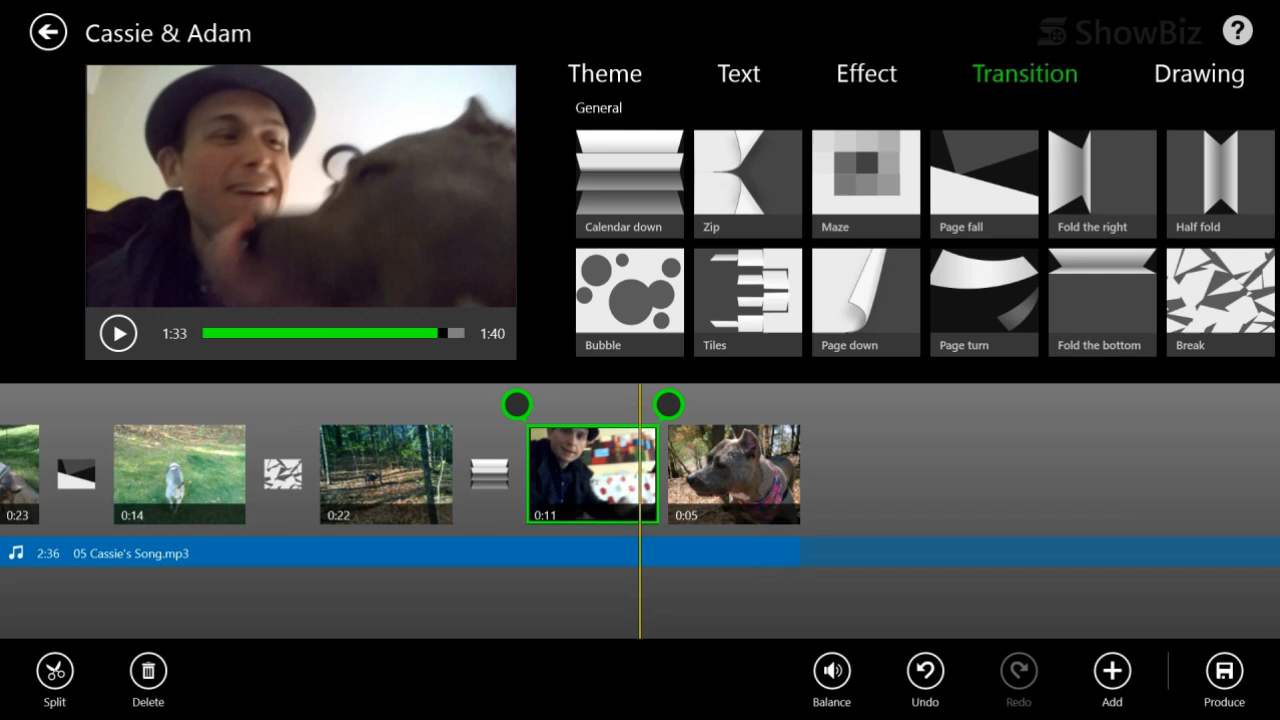 Cassie & Adam
ShowBiz
?
Theme Text Effect Transition Drawing
General
Calendar down Zip Maze Page fall Fold the right Half fold
Bubble Tiles Page down Page turn Fold the bottom Break
1:33 1:40
0:23 0:14 0:22 0:11 0:05
2:36 05 Cassie's Song.mp3
Split Delete Balance Undo Redo Add Produce